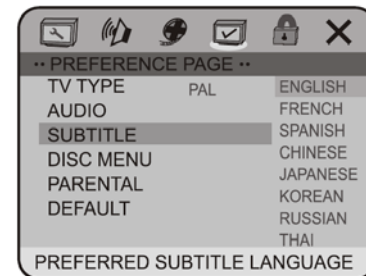 •• PREFERENCE PAGE ••
TV TYPE PAL ENGLISH
AUDIO FRENCH
SUBTITLE SPANISH
DISC MENU CHINESE
PARENTAL JAPANESE
DEFAULT KOREAN
RUSSIAN
THAI
PREFERRED SUBTITLE LANGUAGE